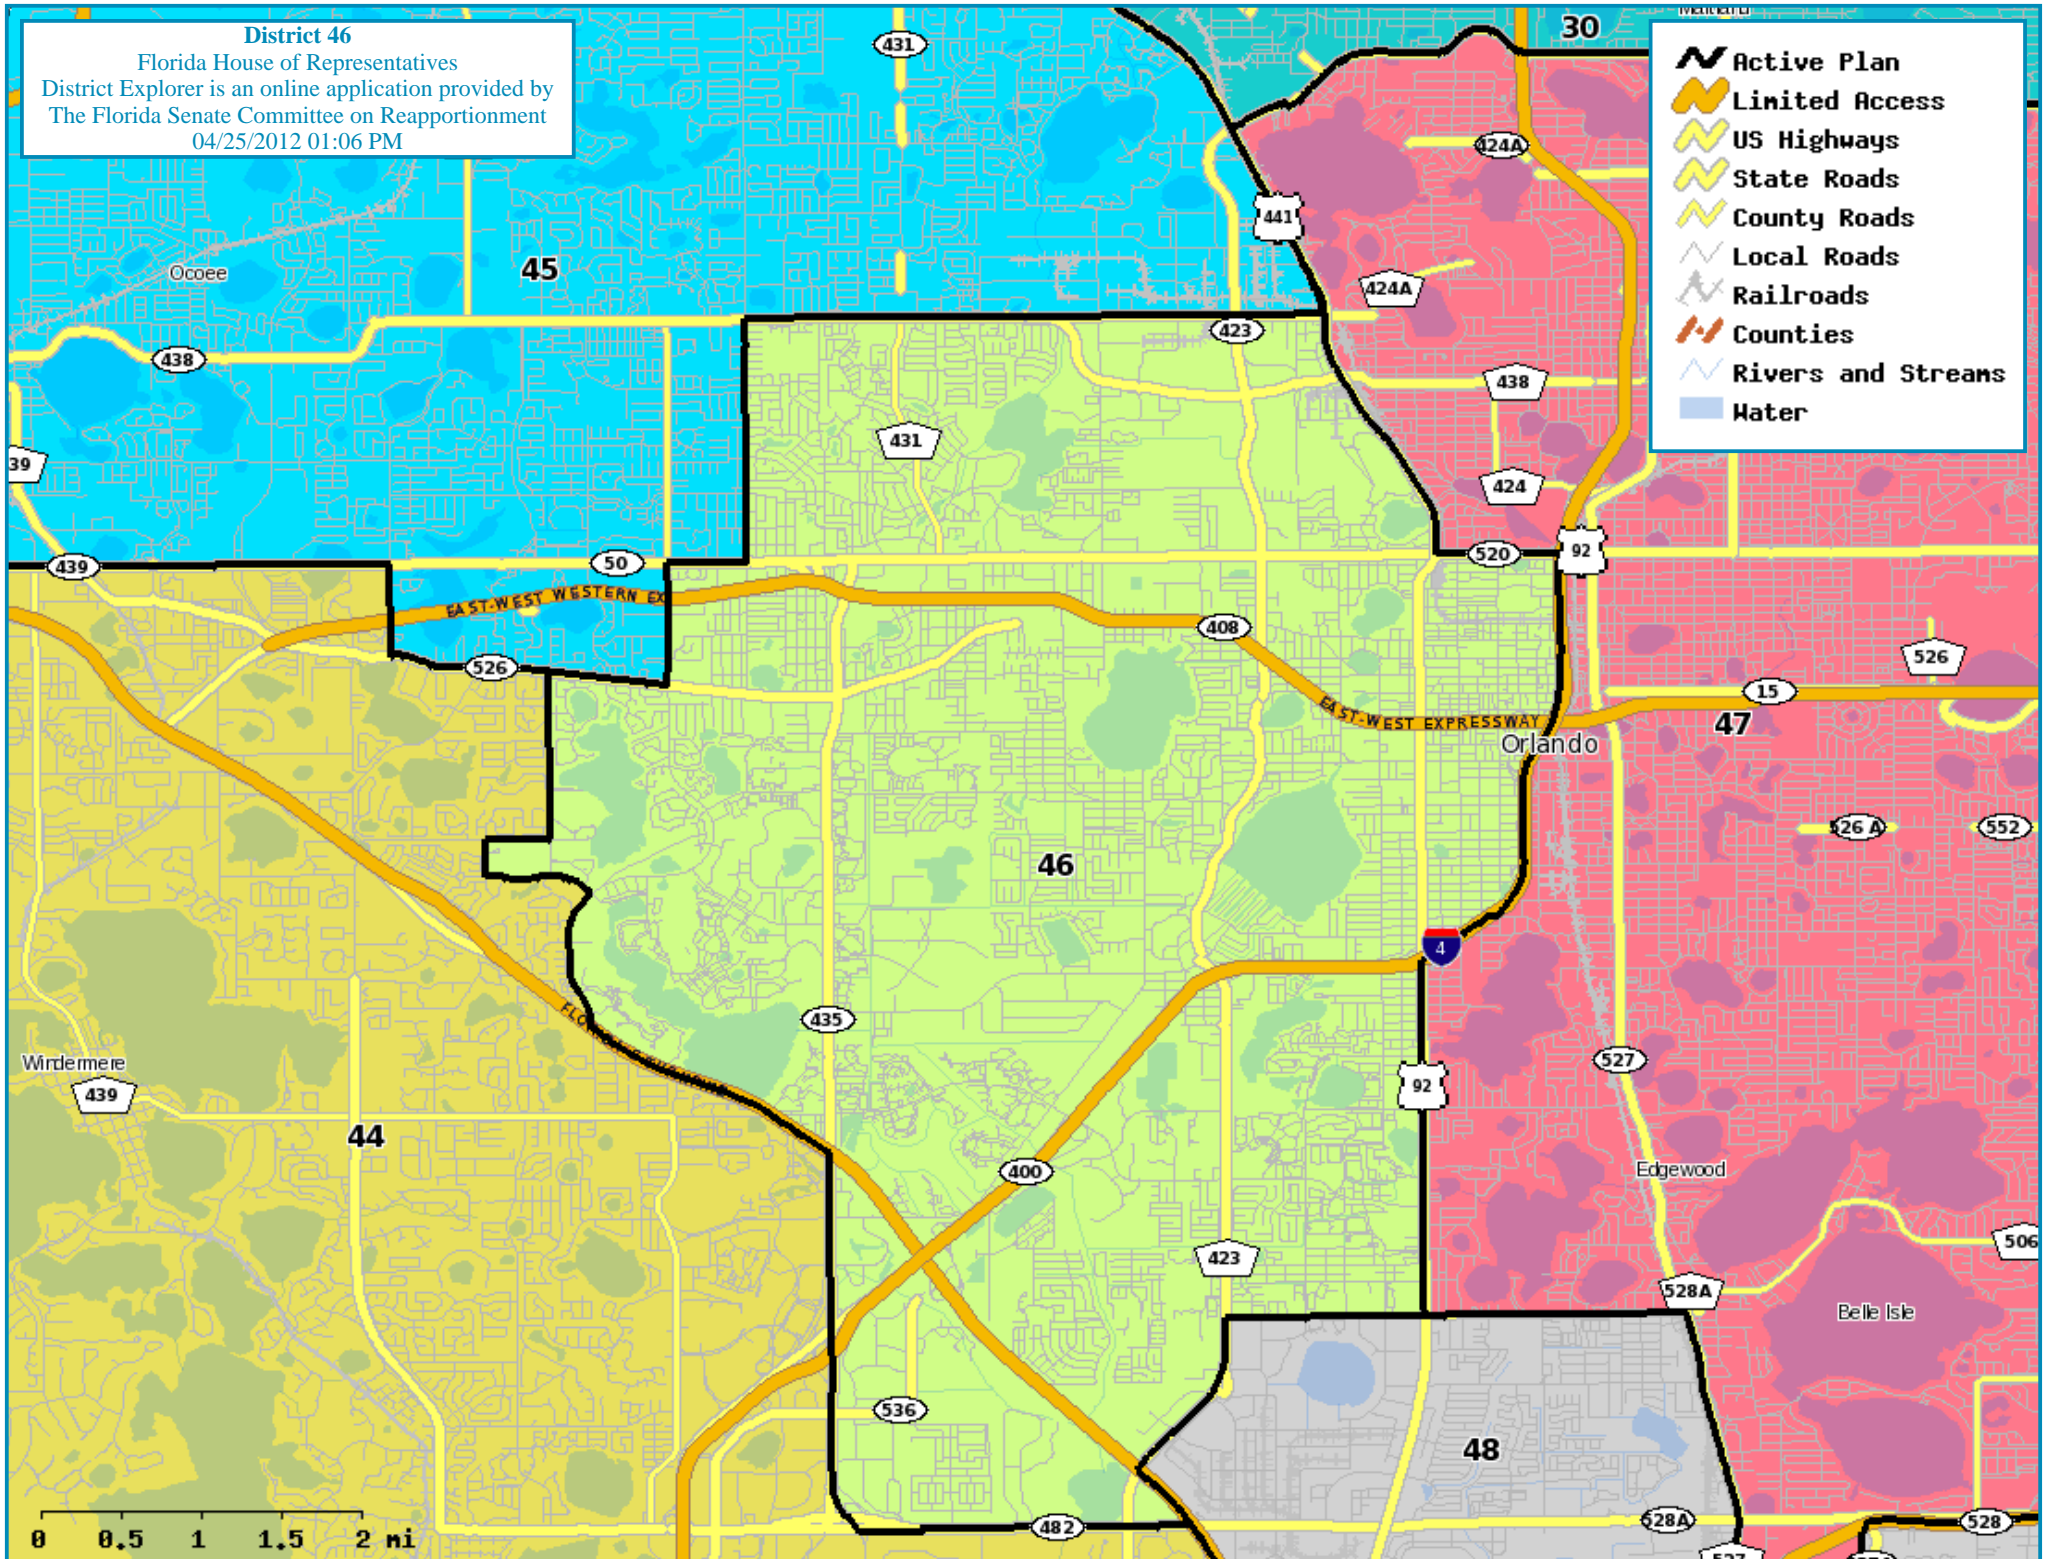 District 46
Florida House of Representatives
District Explorer is an online application provided by
The Florida Senate Committee on Reapportionment
04/25/2012 01:06 PM
Active Plan
Limited Access
US Highways
State Roads
County Roads
Local Roads
Railroads
Counties
Rivers and Streams
Water
Maitland
30
431
424A
441
Ocoee
45
424A
423
438
438
431
39
424
520
92
439
50
EAST-WEST WESTERN EX
408
526
526
15
EAST-WEST EXPRESSWAY
47
Orlando
526 A
552
46
4
435
Windermere
439
92
527
44
Edgewood
400
423
506
528A
Belle Isle
536
48
0 0.5 1 1.5 2 mi
482
528A
528
527